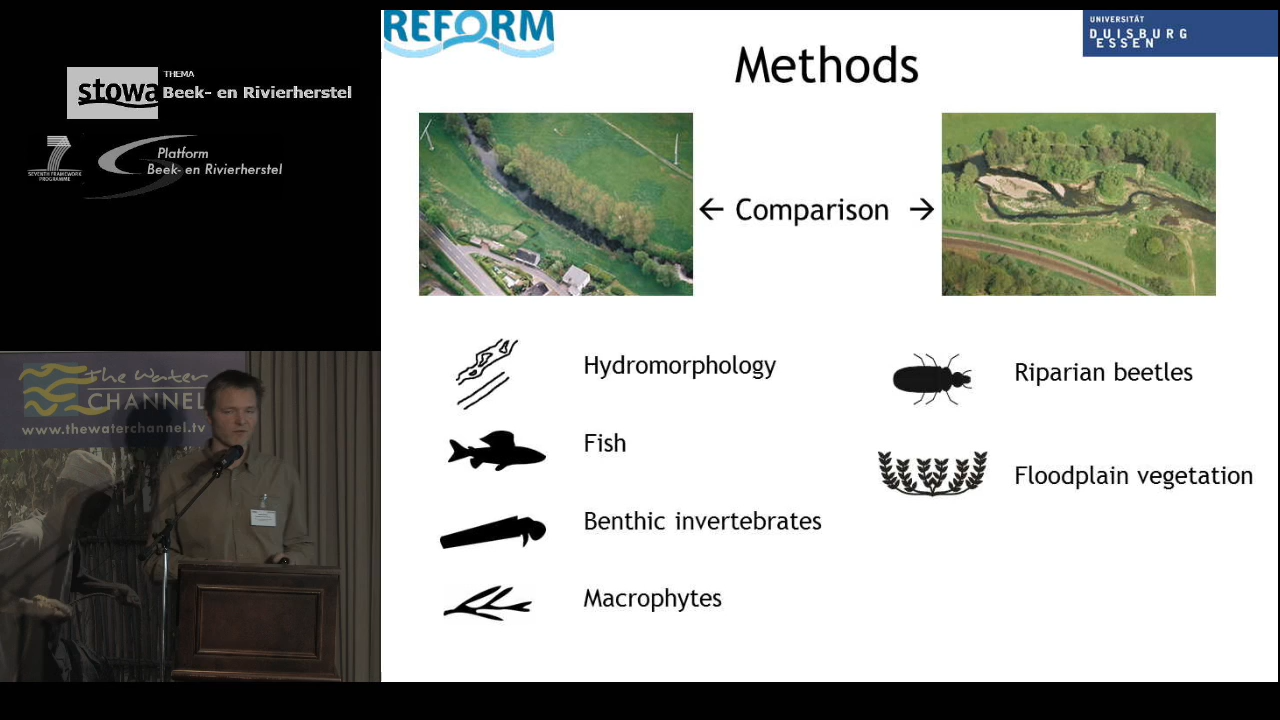 stowa
THEMA
Beek- en Rivierherstel
7
SEVENTH FRAMEWORK
PROGRAMME
Platform
Beek- en Rivierherstel
the water
CHANNEL
www.thewaterchannel.tv
REFORM
UNIVERSITÄT
DUISBURG
ESSEN
Methods
← Comparison →
Hydromorphology
Fish
Benthic invertebrates
Macrophytes
Riparian beetles
Floodplain vegetation